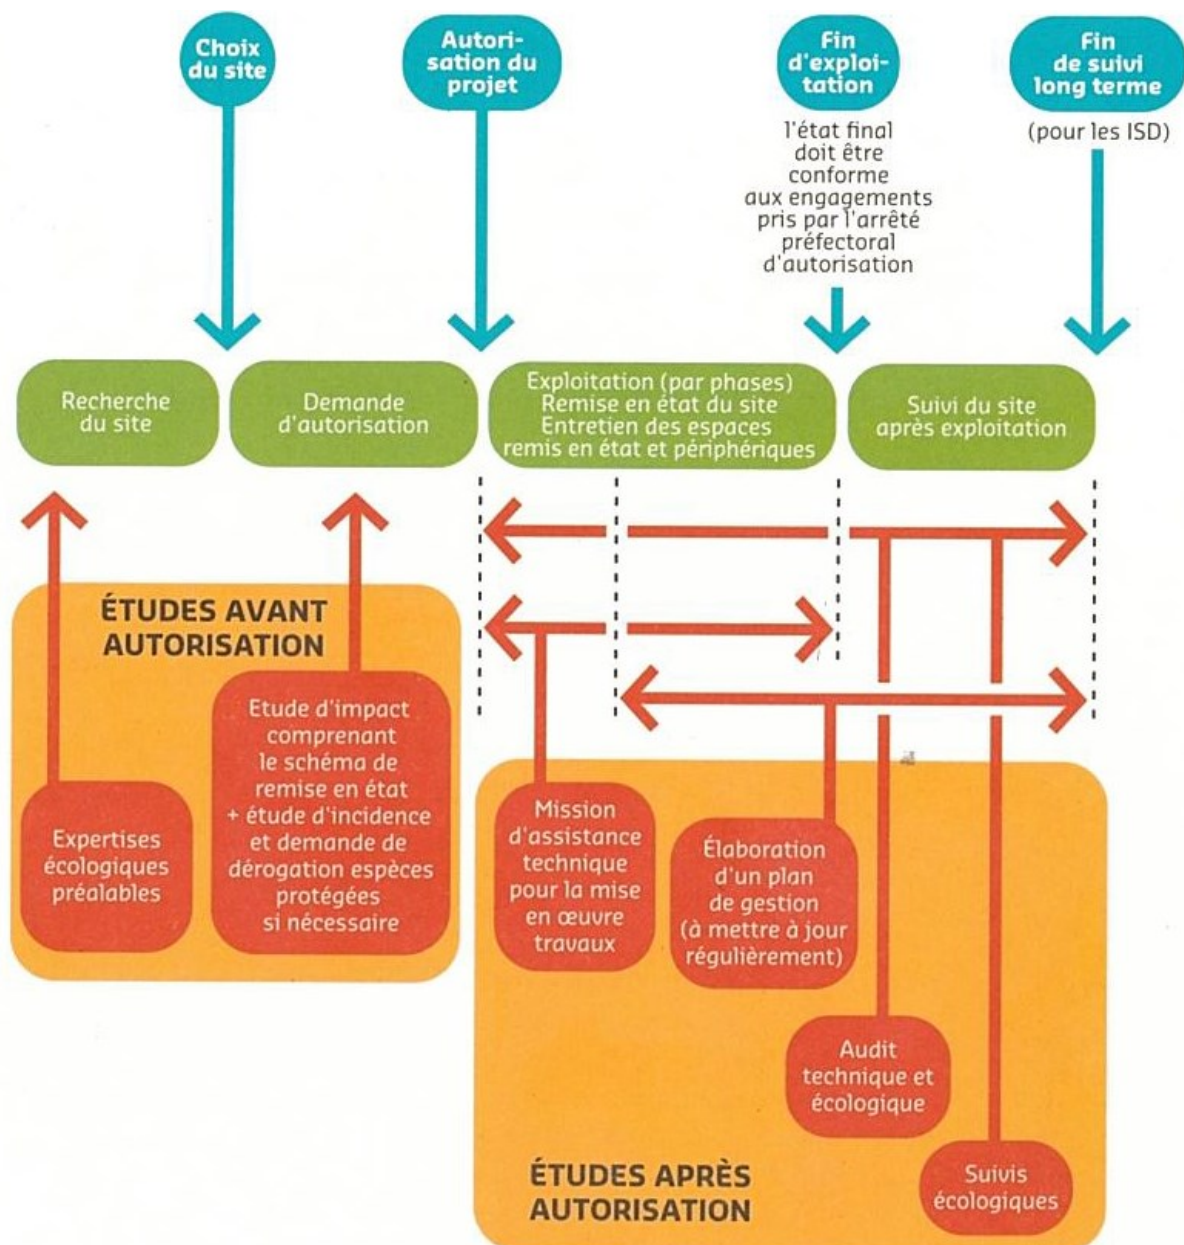 Choix
du site
Autori-
sation du
projet
Fin
d'exploi-
tation
l'état final
doit être
conforme
aux engagements
pris par l'arrêté
préfectoral
d'autorisation
Fin
de suivi
long terme
(pour les ISD)
Recherche
du site
Demande
d'autorisation
Exploitation (par phases)
Remise en état du site
Entretien des espaces
remis en état et périphériques
Suivi du site
après exploitation
ÉTUDES AVANT
AUTORISATION
Expertises
écologiques
préalables
Etude d'impact
comprenant
le schéma de
remise en état
+ étude d'incidence
et demande de
dérogation espèces
protégées
si nécessaire
Mission
d'assistance
technique
pour la mise
en œuvre
travaux
Élaboration
d'un plan
de gestion
(à mettre à jour
régulièrement)
Audit
technique et
écologique
Suivis
écologiques
ÉTUDES APRÈS
AUTORISATION